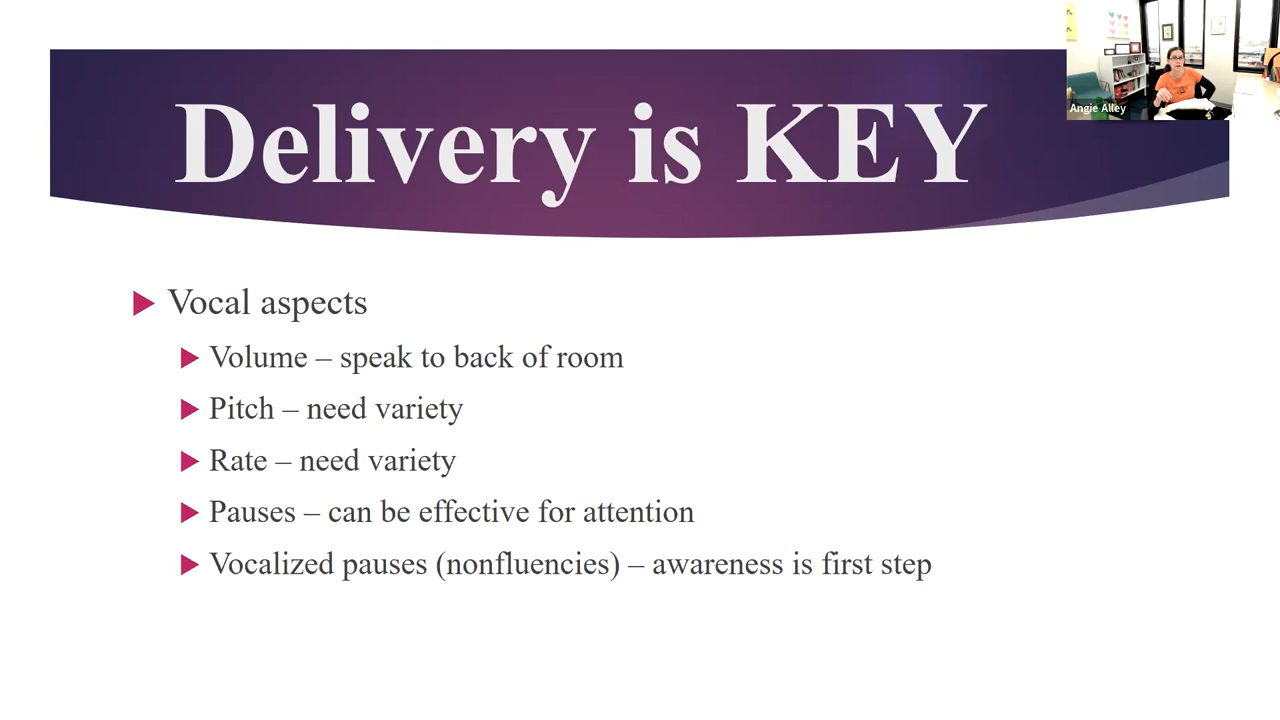 Delivery is KEY
Angie Alley
Vocal aspects
Volume – speak to back of room
Pitch – need variety
Rate – need variety
Pauses – can be effective for attention
Vocalized pauses (nonfluencies) – awareness is first step